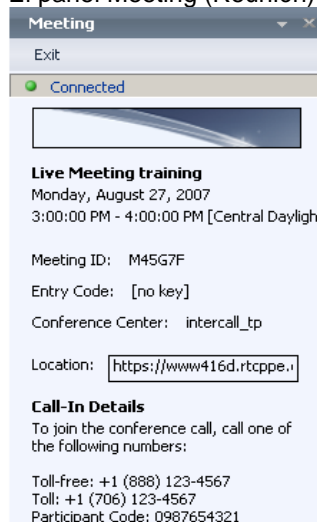 El panel Meeting (Reunión)
Meeting
Exit
Connected
Live Meeting training
Monday, August 27, 2007
3:00:00 PM - 4:00:00 PM [Central Dayligh
Meeting ID: M45G7F
Entry Code: [no key]
Conference Center: intercall_tp
Location: https://www416d.rtcppe.
Call-In Details
To join the conference call, call one of
the following numbers:
Toll-free: +1 (888) 123-4567
Toll: +1 (706) 123-4567
Participant Code: 0987654321